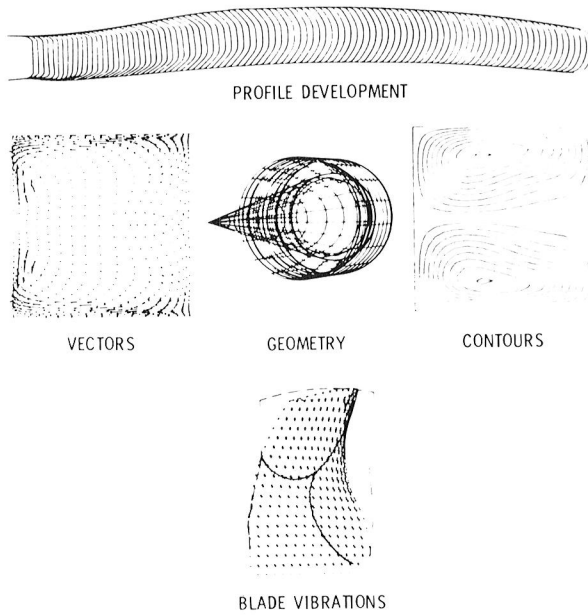 PROFILE DEVELOPMENT
VECTORS
GEOMETRY
CONTOURS
BLADE VIBRATIONS